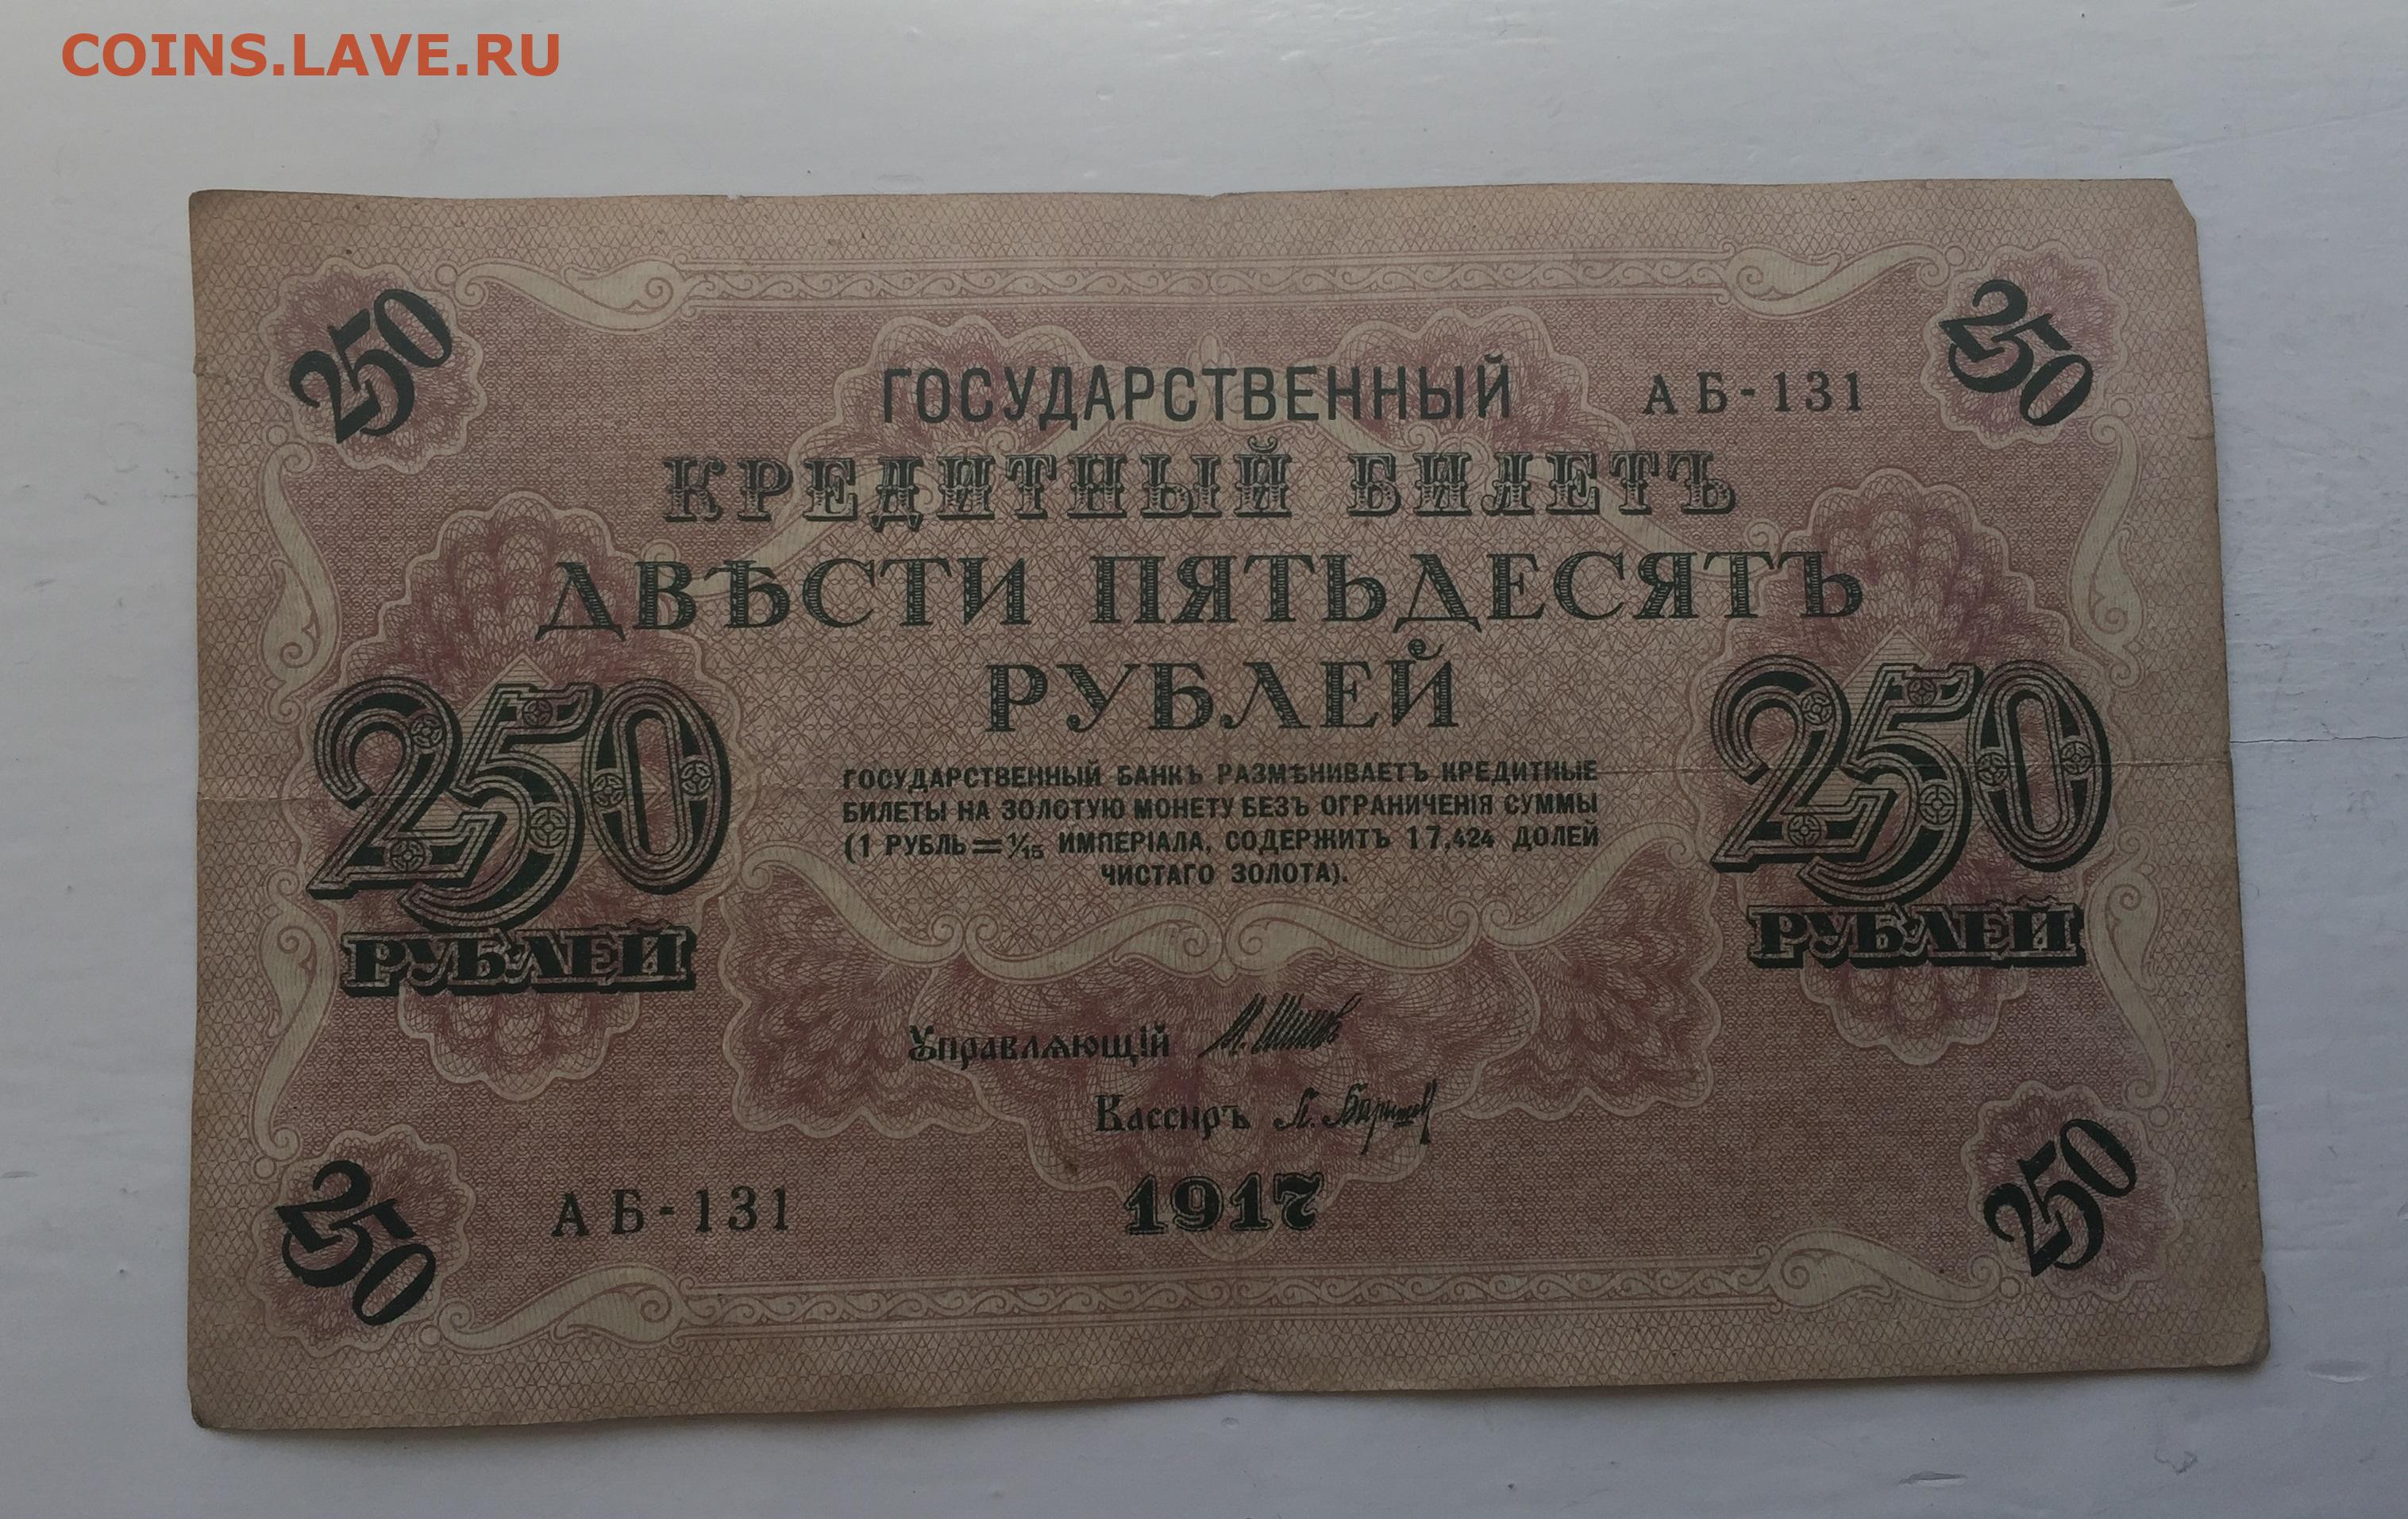 COINS.LAVE.RU
250
250
ГОСУДАРСТВЕННЫЙ
АБ-131
КРЕДИТНЫЙ БИЛЕТЪ
ДВѢСТИ ПЯТЬДЕСЯТЪ
РУБЛЕЙ
250
РУБЛЕЙ
250
РУБЛЕЙ
ГОСУДАРСТВЕННЫЙ БАНКЪ РАЗМѢНИВАЕТЪ КРЕДИТНЫЕ
БИЛЕТЫ НА ЗОЛОТУЮ МОНЕТУ БЕЗЪ ОГРАНИЧЕНІЯ СУММЫ
(1 РУБЛЬ = 1/15 ИМПЕРІАЛА, СОДЕРЖИТЪ 17,424 ДОЛЕЙ
ЧИСТАГО ЗОЛОТА).
Управляющій И. Шипов
Кассиръ
АБ-131
1917
250
250